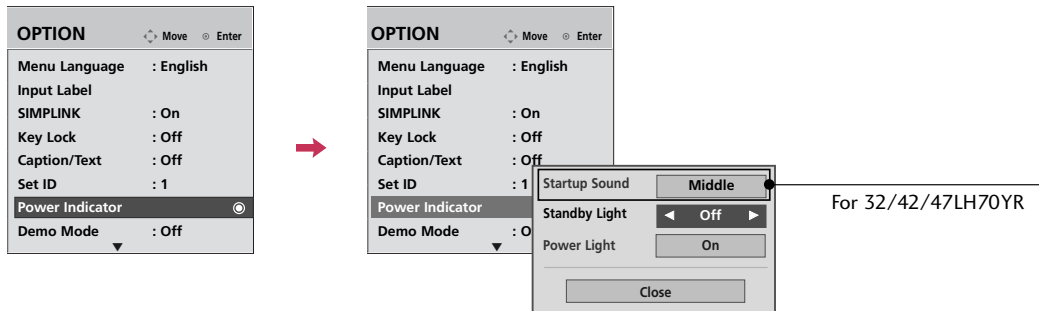 OPTION Move Enter
Menu Language : English
Input Label
SIMPLINK : On
Key Lock : Off
Caption/Text : Off
Set ID : 1
Power Indicator
Demo Mode : Off
OPTION Move Enter
Menu Language : English
Input Label
SIMPLINK : On
Key Lock : Off
Caption/Text : Off
Set ID : 1
Power Indicator
Demo Mode : O
Startup Sound Middle
Standby Light Off
Power Light On
Close
For 32/42/47LH70YR